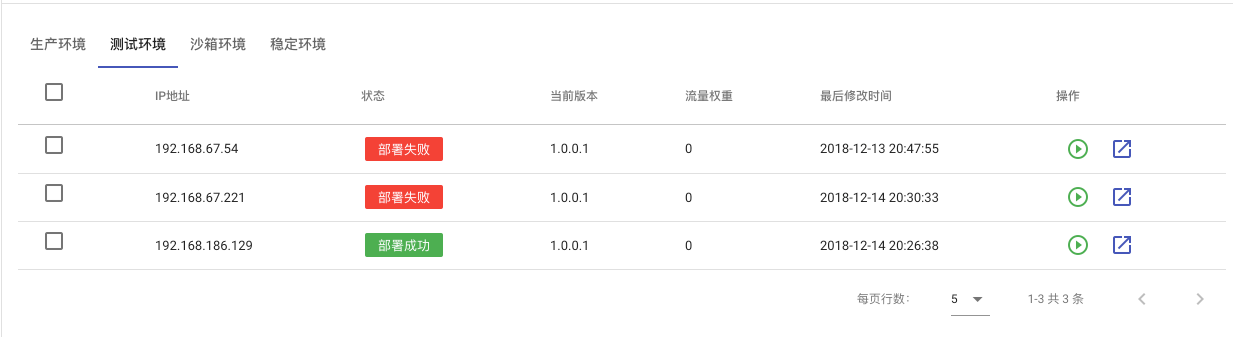 生产环境 测试环境 沙箱环境 稳定环境
IP地址 状态 当前版本 流量权重 最后修改时间 操作
192.168.67.54 部署失败 1.0.0.1 0 2018-12-13 20:47:55
192.168.67.221 部署失败 1.0.0.1 0 2018-12-14 20:30:33
192.168.186.129 部署成功 1.0.0.1 0 2018-12-14 20:26:38
每页行数: 5 1-3 共 3 条